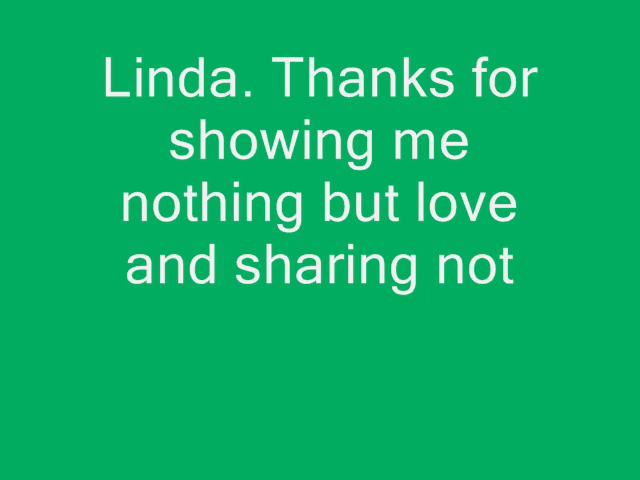 Linda. Thanks for
showing me
nothing but love
and sharing not